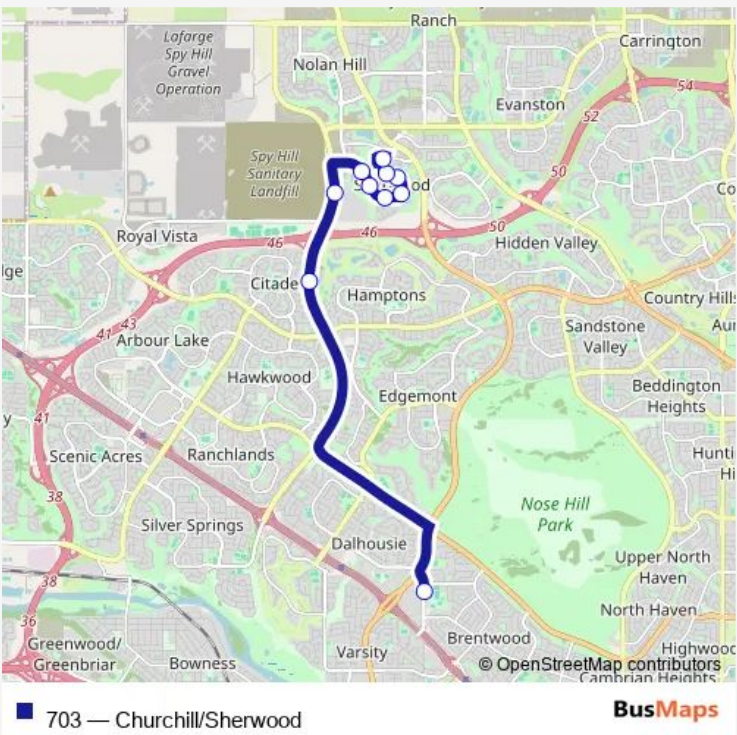 Ranch
Carrington
Lafarge
Spy Hill
Gravel
Operation
Nolan Hill
54
Evanston
52
Spy Hill
Sanitary
Landfill
50
Royal Vista
46
46
50
Hidden Valley
Citade
Hamptons
Country Hills
41 43
Arbour Lake
Sandstone
Valley
Hawkwood
Edgemont
Beddington
Heights
41
Scenic Acres
Ranchlands
38
Nose Hill
Park
Silver Springs
Dalhousie
Upper North
Haven
38
North Haven
36
Greenwood/
Greenbriar
Bowness
Varsity
Brentwood
© OpenStreetMap contributors
Cambrian Heights
703 — Churchill/Sherwood
BusMaps